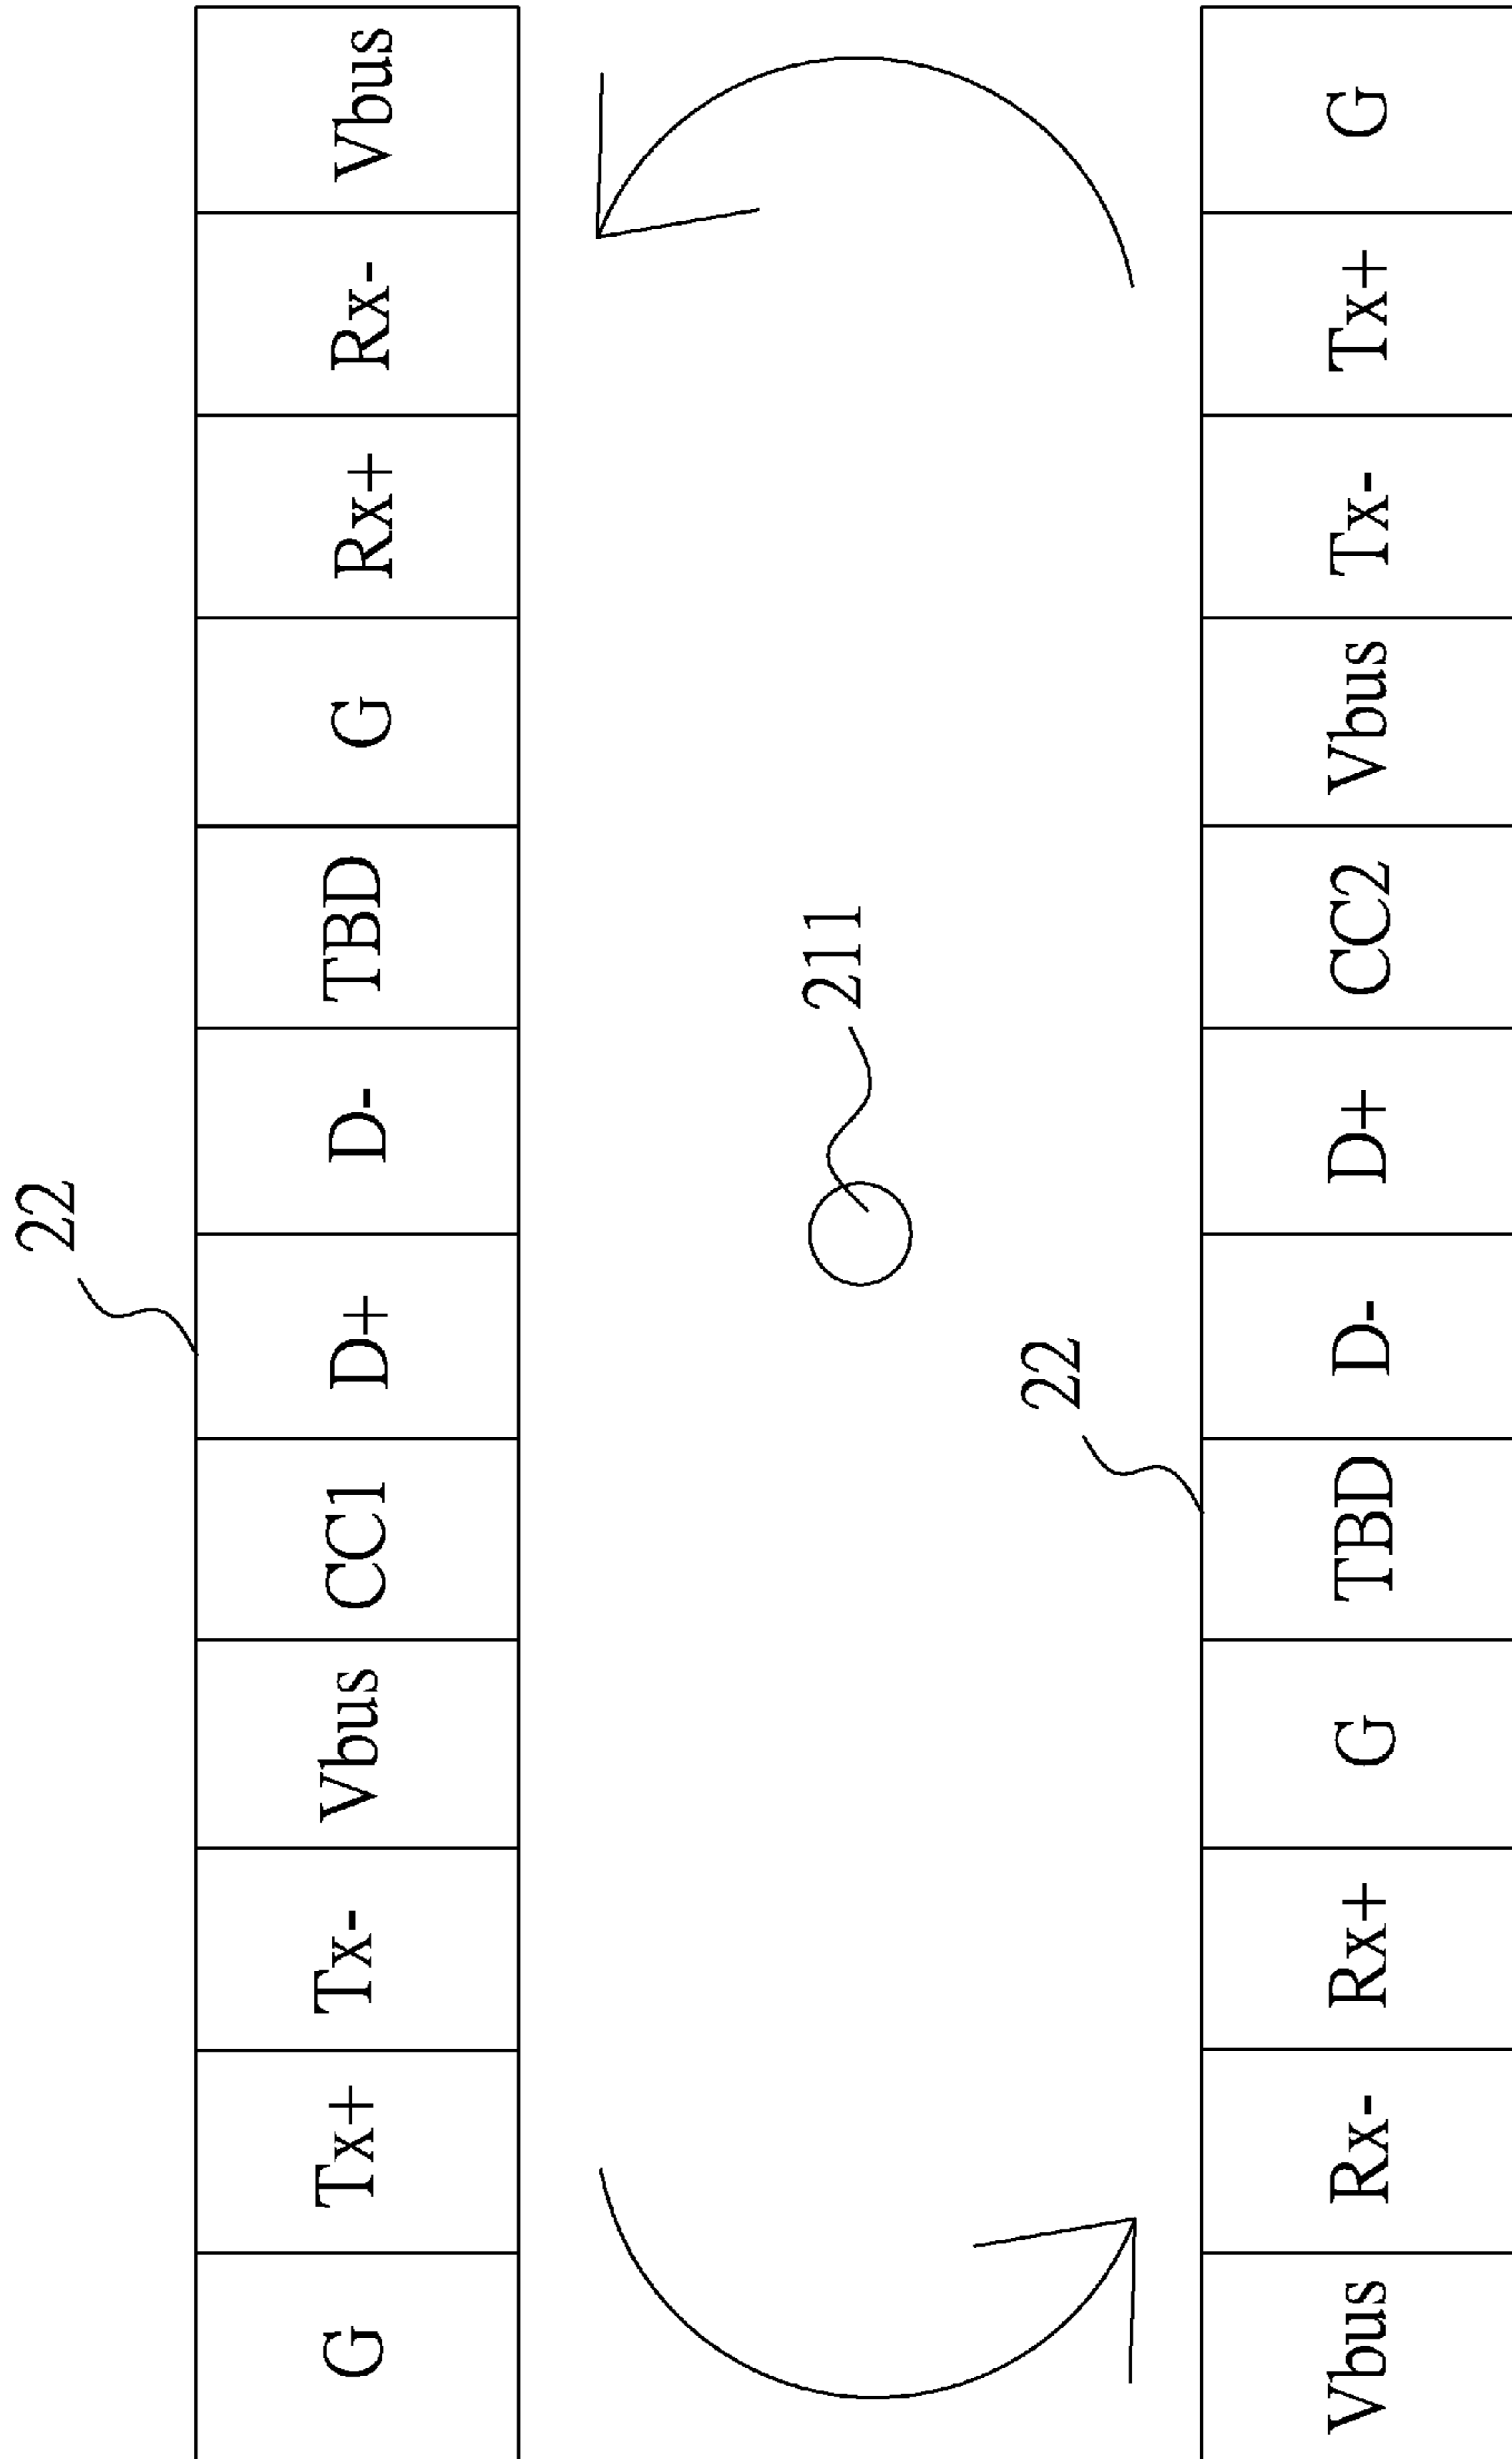 22
G Tx+ Tx- Vbus CC1 D+ D- TBD G Rx+ Rx- Vbus
211
22
Vbus Rx- Rx+ G TBD D- D+ CC2 Vbus Tx- Tx+ G